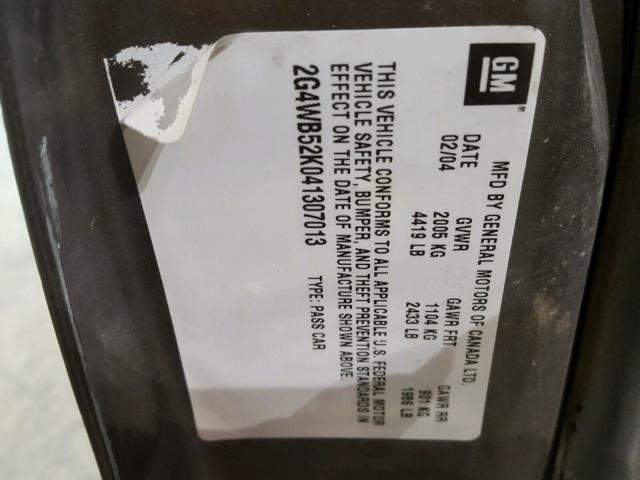 GM
MFD BY GENERAL MOTORS OF CANADA LTD.
DATE GVWR GAWR FRT GAWR RR
02/04 2005 KG 1104 KG 901 KG
4419 LB 2433 LB 1986 LB
THIS VEHICLE CONFORMS TO ALL APPLICABLE U.S. FEDERAL MOTOR
VEHICLE SAFETY, BUMPER, AND THEFT PREVENTION STANDARDS IN
EFFECT ON THE DATE OF MANUFACTURE SHOWN ABOVE.
2G4WB52K041307013 TYPE: PASS CAR